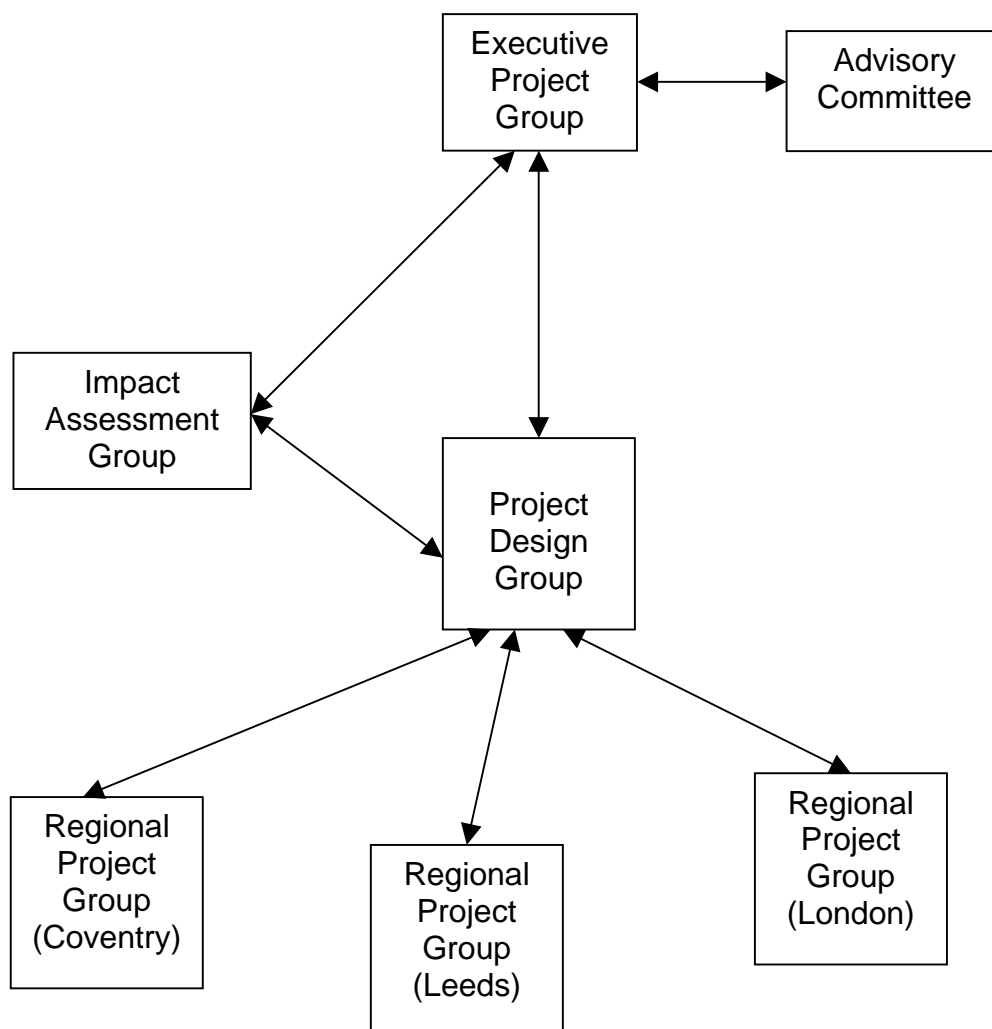 Executive
Project
Group
Advisory
Committee
Impact
Assessment
Group
Project
Design
Group
Regional
Project
Group
(Coventry)
Regional
Project
Group
(Leeds)
Regional
Project
Group
(London)